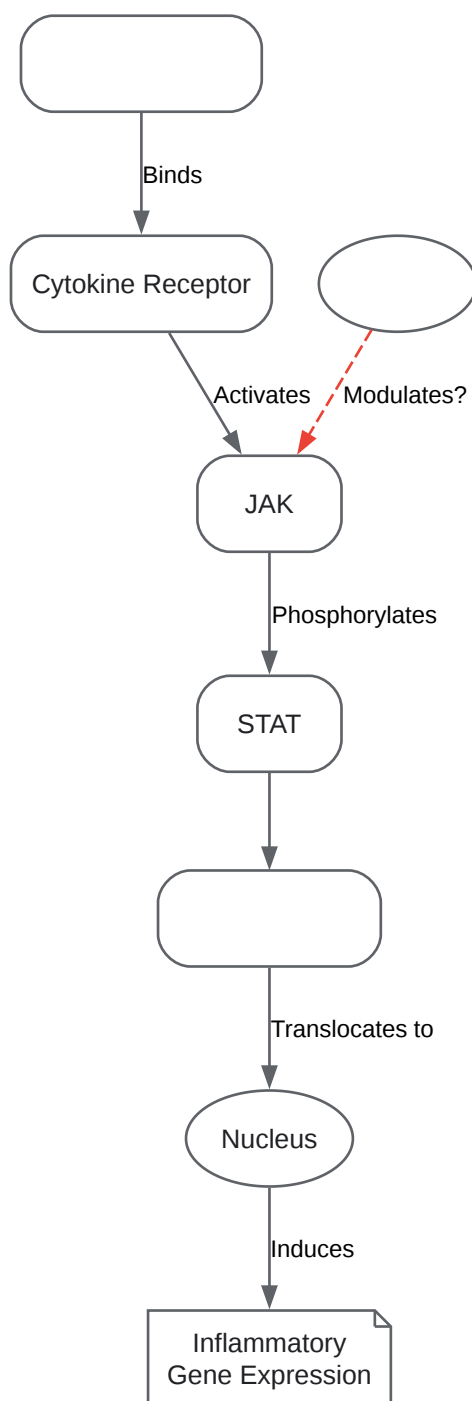 Binds
Cytokine Receptor
Activates
Modulates?
JAK
Phosphorylates
STAT
Translocates to
Nucleus
Induces
Inflammatory
Gene Expression